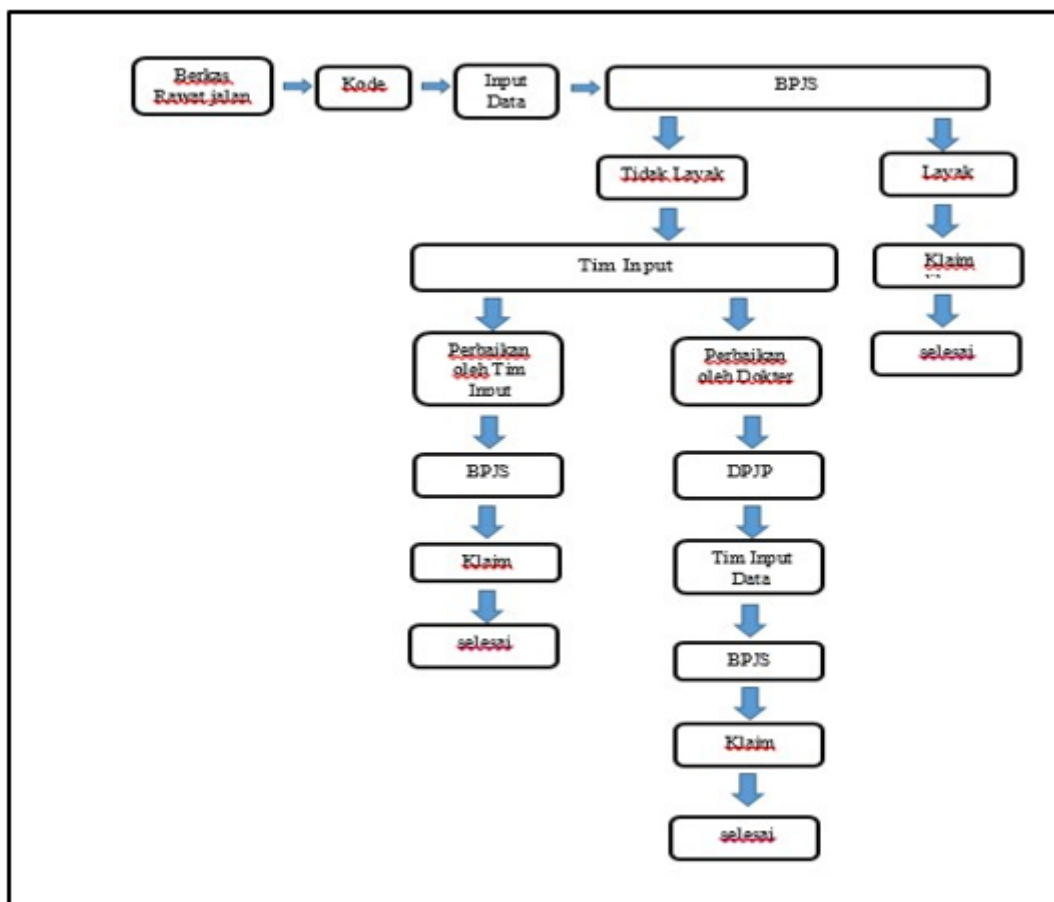 Berkas
Rawat jalan
Kode
Input
Data
BPJS
Tidak Layak
Layak
Tim Input
Klaim
Perbaikan
oleh Tim
Input
Perbaikan
oleh Dokter
selesai
BPJS
DPJP
Klaim
Tim Input
Data
selesai
BPJS
Klaim
selesai